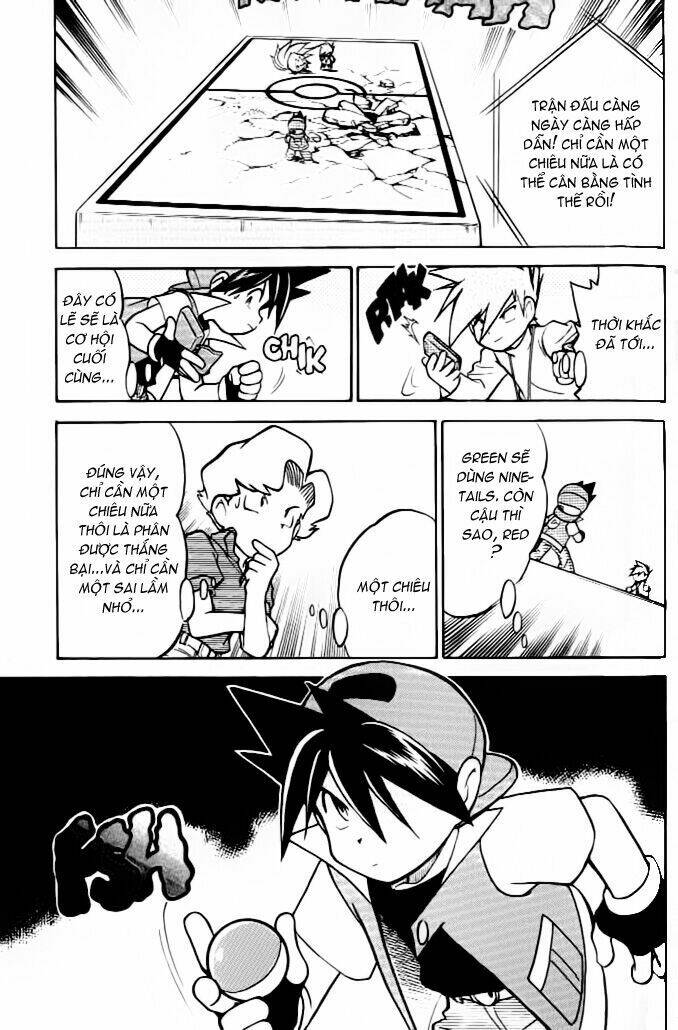 TRẬN ĐẤU CÀNG
NGÀY CÀNG HẤP
DẪN! CHỈ CẦN MỘT
CHIÊU NỮA LÀ CÓ
THỂ CÂN BẰNG TÌNH
THẾ RỒI!
THỜI KHẮC
ĐÃ TỚI...
ĐÂY CÓ
LẼ SẼ LÀ
CƠ HỘI
CUỐI
CÙNG...
CHIK
GREEN SẼ
DÙNG NINE-
TAILS. CÒN
CẬU THÌ
SAO, RED
?
MỘT CHIÊU
THÔI...
ĐÚNG VẬY,
CHỈ CẦN MỘT
CHIÊU NỮA
THÔI LÀ PHÂN
ĐƯỢC THẮNG
BẠI...VÀ CHỈ CẦN
MỘT SAI LẦM
NHỎ...